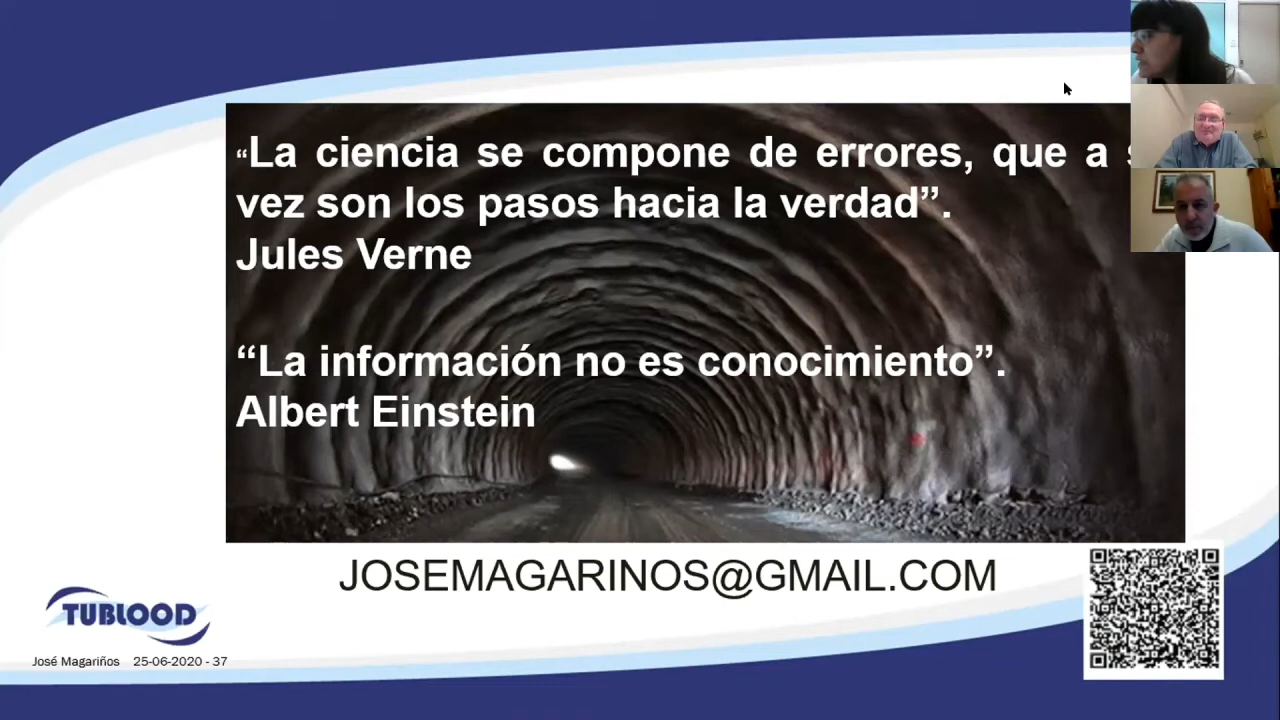 “La ciencia se compone de errores, que a
vez son los pasos hacia la verdad”.
Jules Verne
“La información no es conocimiento”.
Albert Einstein
JOSEMAGARINOS@GMAIL.COM
TUBLOOD
José Magariños 25-06-2020 - 37